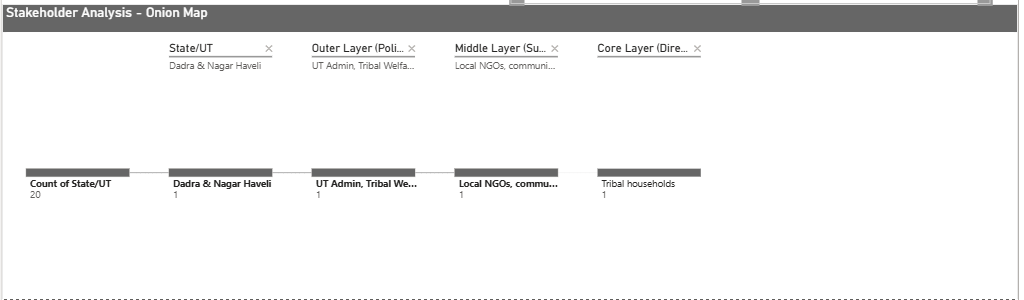 Stakeholder Analysis - Onion Map
State/UT
Outer Layer (Poli...
Middle Layer (Su...
Core Layer (Dire...
Dadra & Nagar Haveli
UT Admin, Tribal Welfa...
Local NGOs, communi...
Count of State/UT
20
Dadra & Nagar Haveli
1
UT Admin, Tribal We...
1
Local NGOs, commu...
1
Tribal households
1